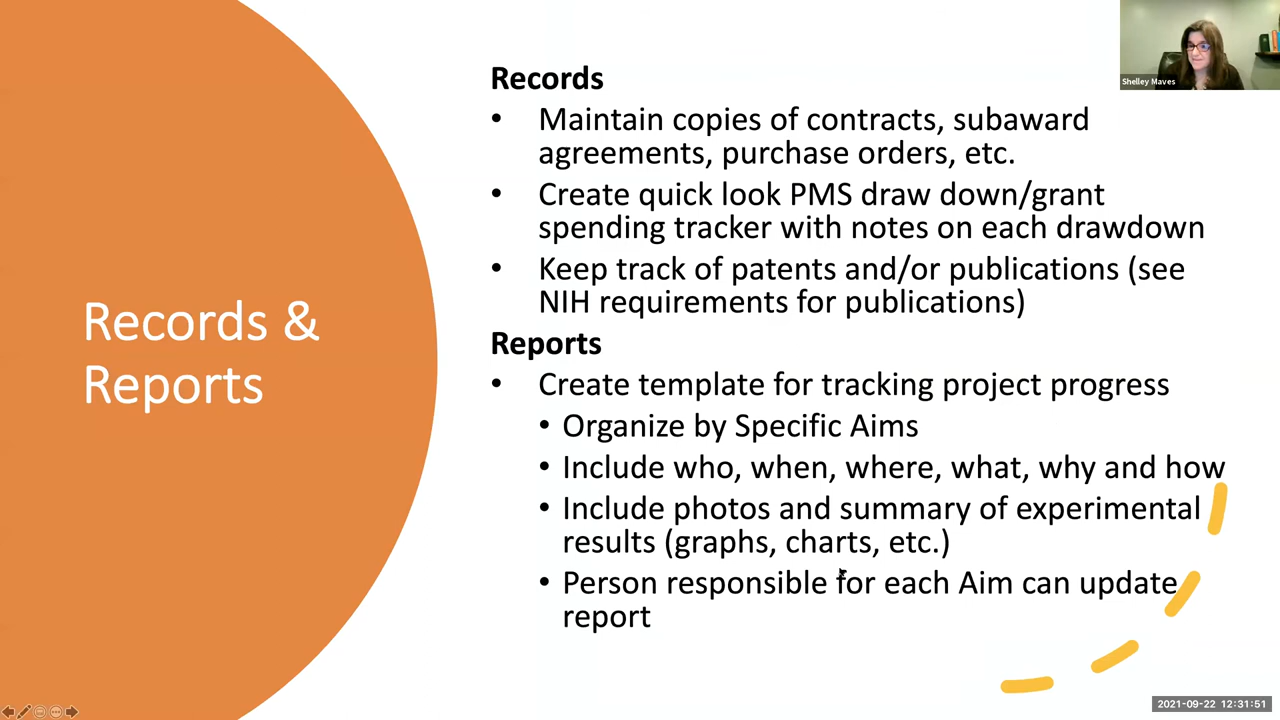 Records &
Reports
Records
• Maintain copies of contracts, subaward
agreements, purchase orders, etc.
• Create quick look PMS draw down/grant
spending tracker with notes on each drawdown
• Keep track of patents and/or publications (see
NIH requirements for publications)
Reports
• Create template for tracking project progress
• Organize by Specific Aims
• Include who, when, where, what, why and how
• Include photos and summary of experimental
results (graphs, charts, etc.)
• Person responsible for each Aim can update
report
Shelley Maves
2021-09-22 12:31:51